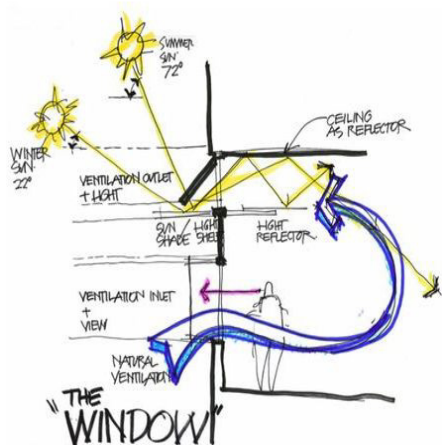 SUMMER
SUN
72°
WINTER
SUN
22°
CEILING
AS REFLECTOR
VENTILATION OUTLET
+ LIGHT
SUN
SHADE
LIGHT
SHELF
LIGHT
REFLECTOR
VENTILATION INLET
+
VIEW
NATURAL
VENTILATION
"THE
WINDOW"